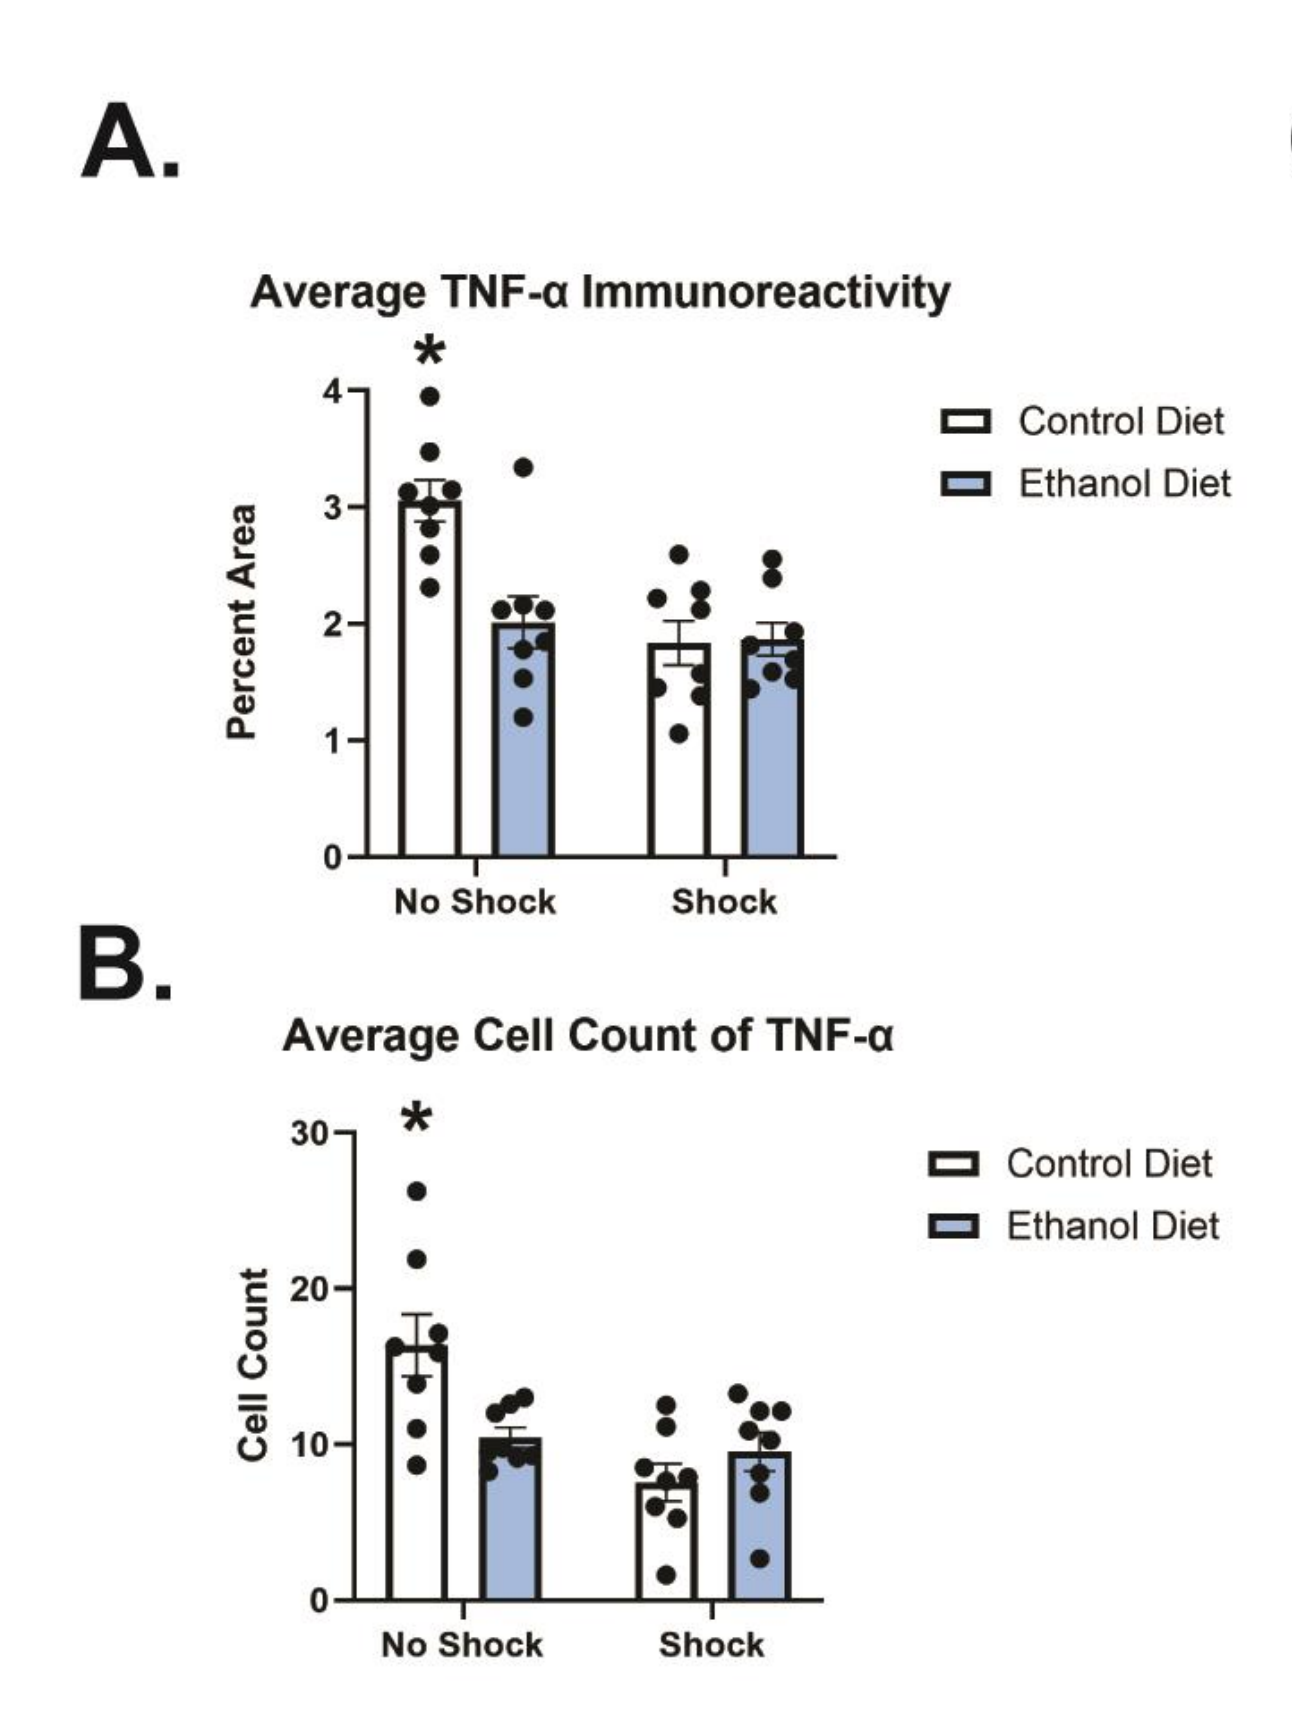 A.
Average TNF-α Immunoreactivity
*
4
3
2
1
0
Percent Area
No Shock
Shock
Control Diet
Ethanol Diet
B.
Average Cell Count of TNF-α
*
30
20
10
0
Cell Count
No Shock
Shock
Control Diet
Ethanol Diet